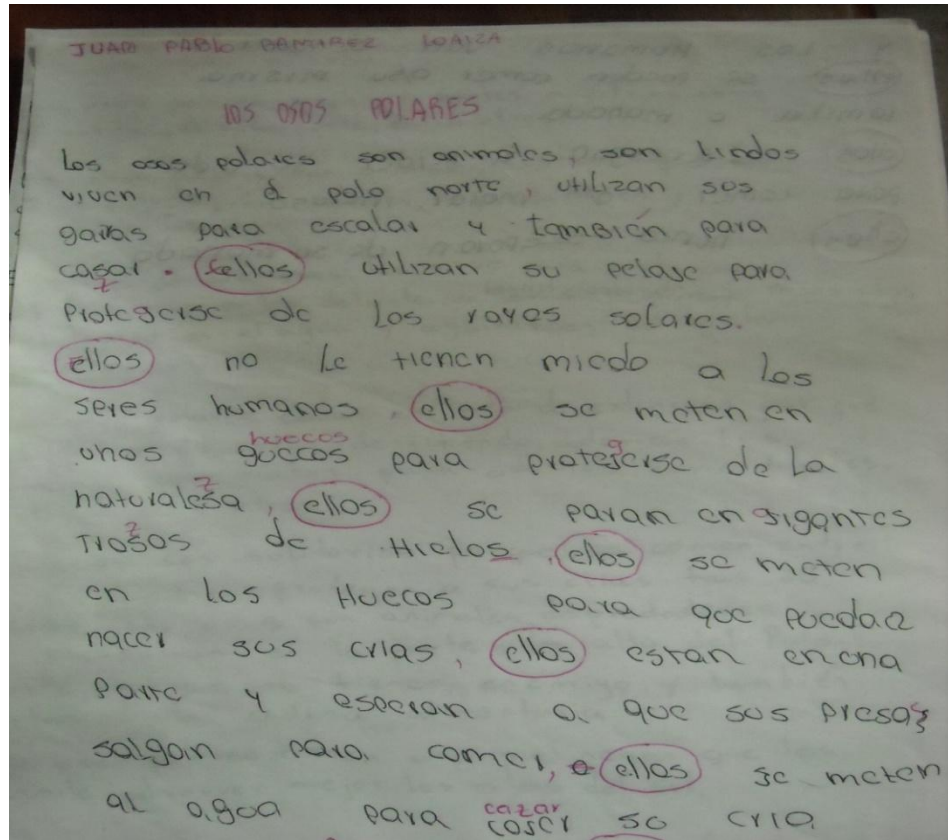 JUAN PABLO RAMIREZ LOAIZA
LOS OSOS POLARES
Los osos polares son animales, son lindos
viven en el polo norte, utilizan sus
garras para escalar y también para
casar. ellos utilizan su pelaje para
z
Protegerse de los rayos solares.
ellos no le tienen miedo a los
seres humanos, ellos se meten en
huecos
unos gueccos para protejerse de la
g
naturalesa, ellos se paran en gigantes
z
Trosos de Hielos, ellos se meten
z
en los Huecos para que puedan
nacer sus crias, ellos estan en una
parte y esperan a que sus presas
salgan para comer, ellos se meten
al agua para coser su cria
cazar